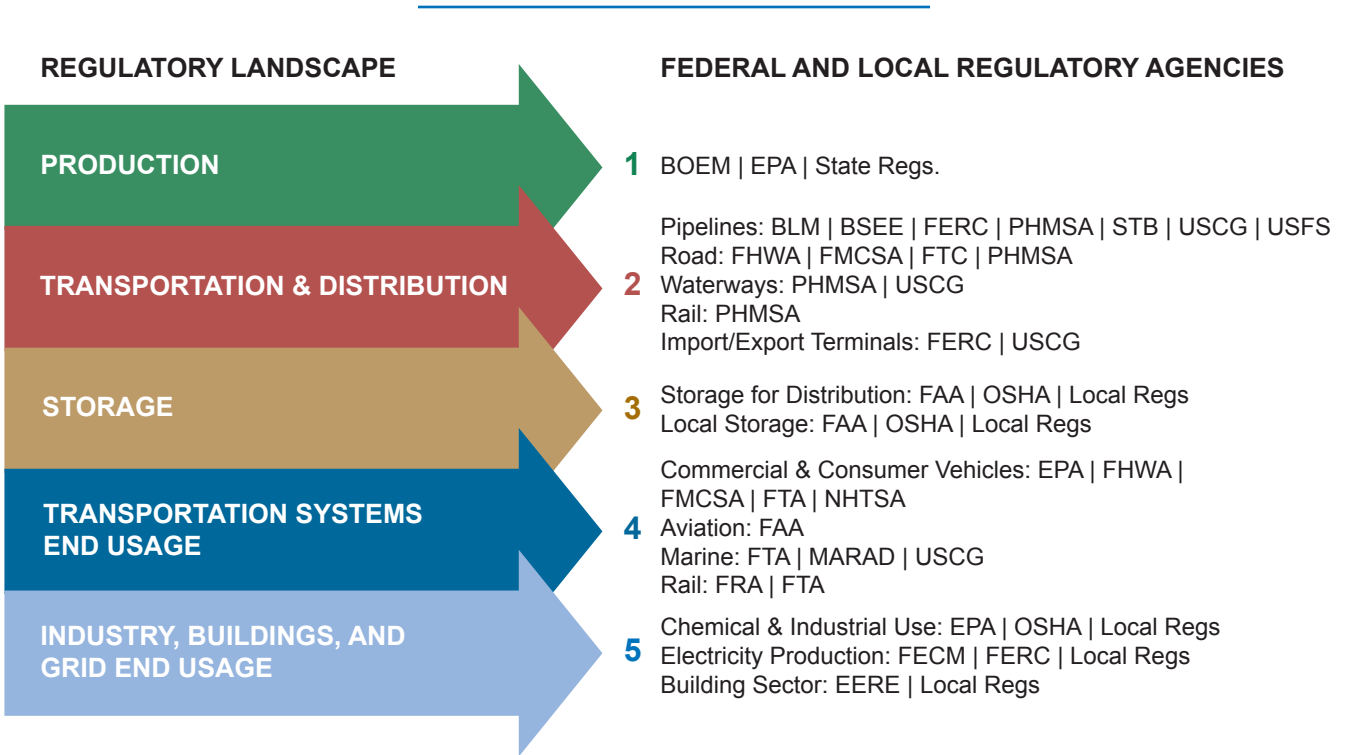 REGULATORY LANDSCAPE
FEDERAL AND LOCAL REGULATORY AGENCIES
PRODUCTION
1
BOEM | EPA | State Regs.
TRANSPORTATION & DISTRIBUTION
2
Pipelines: BLM | BSEE | FERC | PHMSA | STB | USCG | USFS
Road: FHWA | FMCSA | FTC | PHMSA
Waterways: PHMSA | USCG
Rail: PHMSA
Import/Export Terminals: FERC | USCG
STORAGE
3
Storage for Distribution: FAA | OSHA | Local Regs
Local Storage: FAA | OSHA | Local Regs
TRANSPORTATION SYSTEMS
END USAGE
4
Commercial & Consumer Vehicles: EPA | FHWA |
FMCSA | FTA | NHTSA
Aviation: FAA
Marine: FTA | MARAD | USCG
Rail: FRA | FTA
INDUSTRY, BUILDINGS, AND
GRID END USAGE
5
Chemical & Industrial Use: EPA | OSHA | Local Regs
Electricity Production: FECM | FERC | Local Regs
Building Sector: EERE | Local Regs